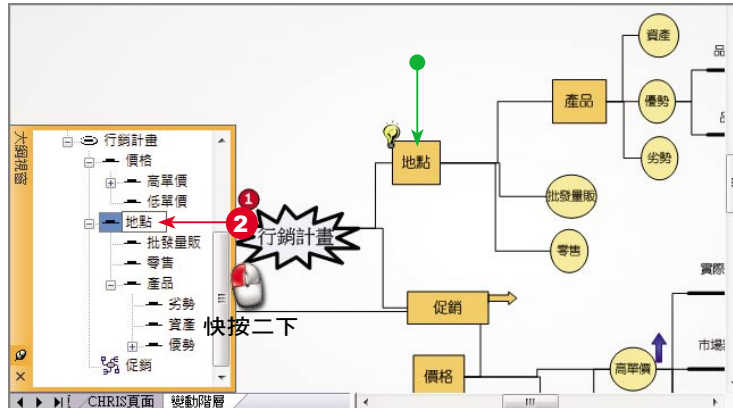 大綱視窗
行銷計畫
價格
高單價
低單價
地點
批發量販
零售
產品
劣勢
資產
優勢
促銷
CHRIS頁面
變動階層
1
2
快按二下
行銷計畫
地點
產品
資產
優勢
劣勢
批發量販
零售
促銷
價格
高單價
品
實際
市場